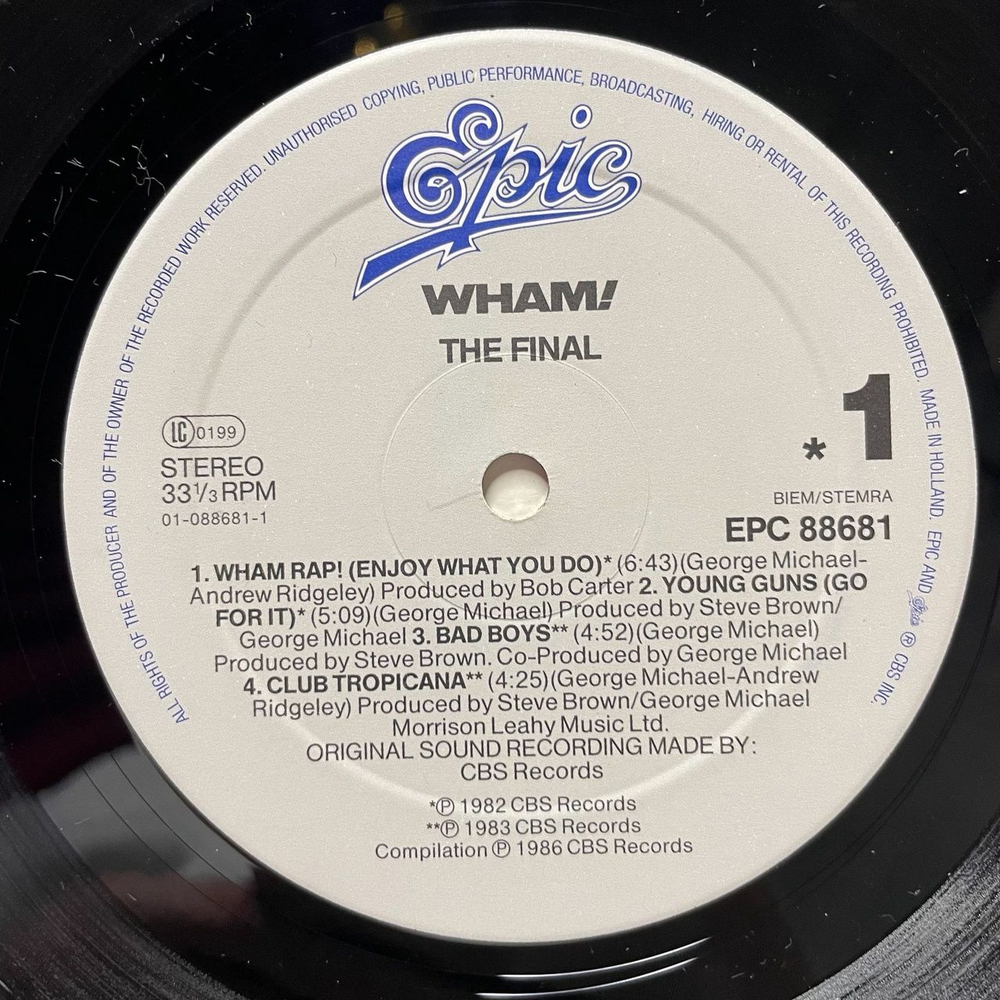 ALL RIGHTS OF THE PRODUCER AND OF THE OWNER OF THE RECORDED WORK RESERVED. UNAUTHORISED COPYING, PUBLIC PERFORMANCE, BROADCASTING, HIRING OR RENTAL OF THIS RECORDING PROHIBITED. MADE IN HOLLAND. EPIC AND Epic ® CBS INC.
Epic
WHAM!
THE FINAL
1
*
LC 0199
STEREO
33⅓ RPM
01-088681-1
BIEM/STEMRA
EPC 88681
1. WHAM RAP! (ENJOY WHAT YOU DO)* (6:43)(George Michael-
Andrew Ridgeley) Produced by Bob Carter 2. YOUNG GUNS (GO
FOR IT)* (5:09)(George Michael) Produced by Steve Brown/
George Michael 3. BAD BOYS** (4:52)(George Michael)
Produced by Steve Brown. Co-Produced by George Michael
4. CLUB TROPICANA** (4:25)(George Michael-Andrew
Ridgeley) Produced by Steve Brown/George Michael
Morrison Leahy Music Ltd.
ORIGINAL SOUND RECORDING MADE BY:
CBS Records
*℗ 1982 CBS Records
**℗ 1983 CBS Records
Compilation ℗ 1986 CBS Records